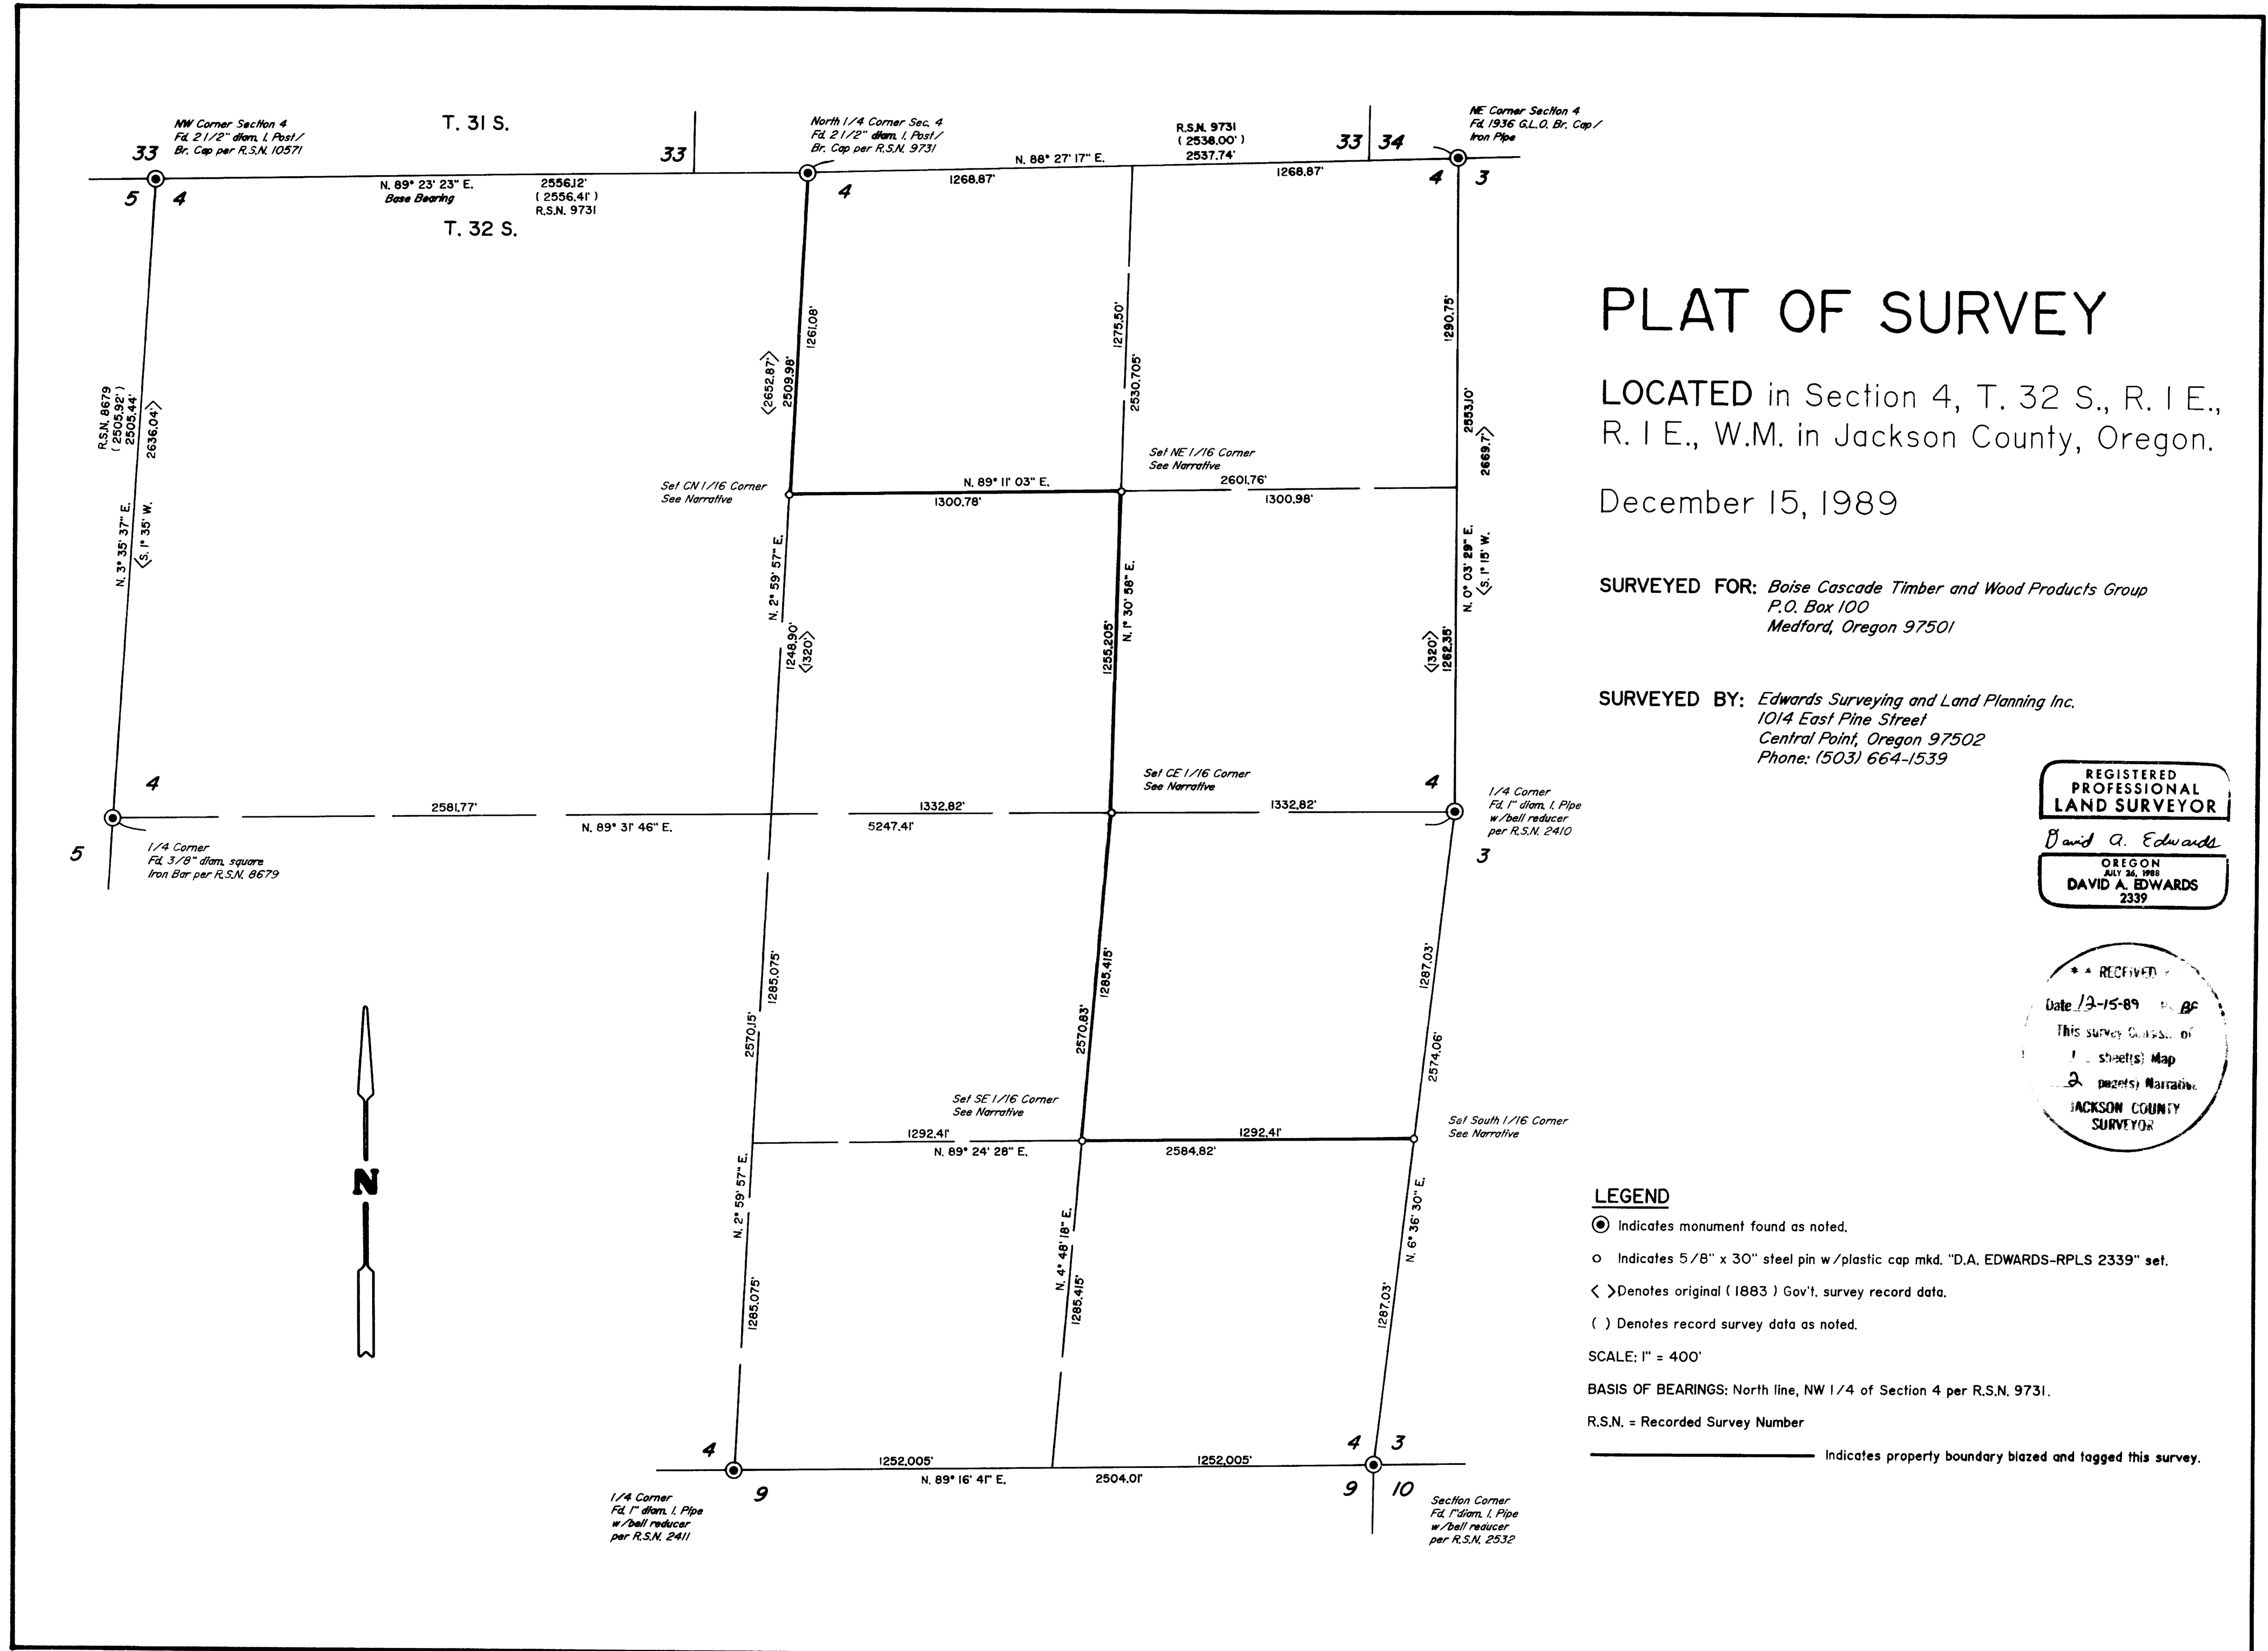 NW Corner Section 4
Fd. 2 1/2" diam. I. Post/
Br. Cap per R.S.N. 10571
T. 31 S.
33
33
North 1/4 Corner Sec. 4
Fd. 2 1/2" diam. I. Post/
Br. Cap per R.S.N. 9731
R.S.N. 9731
( 2538.00' )
2537.74'
N. 88° 27' 17" E.
33 34
NE Corner Section 4
Fd. 1936 G.L.O. Br. Cap/
Iron Pipe
5 4
N. 89° 23' 23" E.
Base Bearing
2556.12'
( 2556.41' )
R.S.N. 9731
T. 32 S.
4
1268.87'
1268.87'
4 3
R.S.N. 8679
( 2505.92' )
2505.44'
<2636.04'>
N. 3° 35' 37" E.
<S. 1° 35' W.
<2652.87'>
2509.98'
1261.08'
1275.50'
2530.705'
1290.75'
2553.10'
2669.7'>
Set CN 1/16 Corner
See Narrative
N. 89° 11' 03" E.
1300.78'
Set NE 1/16 Corner
See Narrative
2601.76'
1300.98'
N. 2° 59' 57" E.
1248.90'
<1320'>
N. 1° 30' 58" E.
1255.205'
N. 0° 03' 29" E.
<S. 1° 15' W.
<1320'>
1262.35'
4
2581.77'
N. 89° 31' 46" E.
5247.41'
1332.82'
Set CE 1/16 Corner
See Narrative
1332.82'
4
1/4 Corner
Fd. 1" diam. I. Pipe
w/bell reducer
per R.S.N. 2410
3
5
1/4 Corner
Fd. 3/8" diam. square
Iron Bar per R.S.N. 8679
1285.075'
2570.15'
1285.415'
2570.83'
1287.03'
2574.06'
N
Set SE 1/16 Corner
See Narrative
1292.41'
N. 89° 24' 28" E.
1292.41'
2584.82'
Set South 1/16 Corner
See Narrative
N. 2° 59' 57" E.
1285.075'
N. 4° 48' 18" E.
1285.415'
N. 6° 36' 30" E.
1287.03'
4
9
1252.005'
N. 89° 16' 41" E.
1252.005'
2504.01'
4 3
9 10
1/4 Corner
Fd. 1" diam. I. Pipe
w/bell reducer
per R.S.N. 2411
Section Corner
Fd. 1" diam. I. Pipe
w/bell reducer
per R.S.N. 2532
PLAT OF SURVEY
LOCATED in Section 4, T. 32 S., R. 1 E.,
R. 1 E., W.M. in Jackson County, Oregon.
December 15, 1989
SURVEYED FOR: Boise Cascade Timber and Wood Products Group
P.O. Box 100
Medford, Oregon 97501
SURVEYED BY: Edwards Surveying and Land Planning Inc.
1014 East Pine Street
Central Point, Oregon 97502
Phone: (503) 664-1539
REGISTERED
PROFESSIONAL
LAND SURVEYOR
David A. Edwards
OREGON
JULY 26, 1988
DAVID A. EDWARDS
2339
* * RECEIVED
Date 12-15-89 BF
This survey of
1 sheet(s) Map
2 page(s) Narrative
JACKSON COUNTY
SURVEYOR
LEGEND
Indicates monument found as noted.
Indicates 5/8" x 30" steel pin w/plastic cap mkd. "D.A. EDWARDS-RPLS 2339" set.
< > Denotes original ( 1883 ) Gov't. survey record data.
( ) Denotes record survey data as noted.
SCALE: 1" = 400'
BASIS OF BEARINGS: North line, NW 1/4 of Section 4 per R.S.N. 9731.
R.S.N. = Recorded Survey Number
Indicates property boundary blazed and tagged this survey.